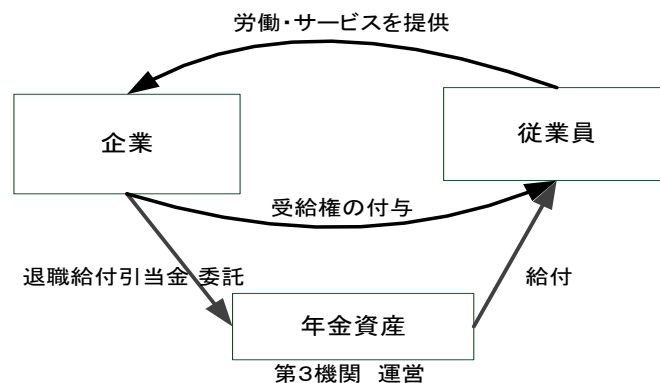 労働・サービスを提供
企業
従業員
受給権の付与
退職給付引当金 委託
給付
年金資産
第3機関 運営